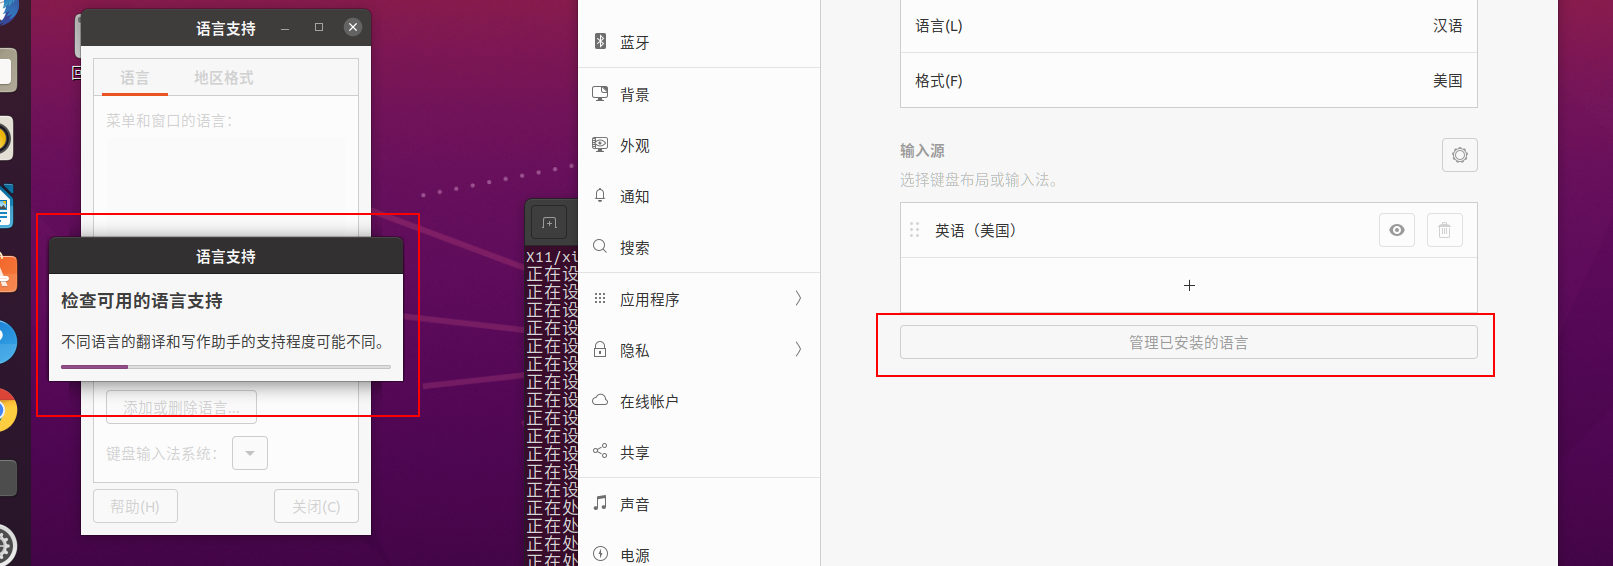 语言支持
语言
地区格式
菜单和窗口的语言：
语言支持
检查可用的语言支持
不同语言的翻译和写作助手的支持程度可能不同。
添加或删除语言...
键盘输入法系统：
帮助(H)
关闭(C)
X11/xi
正在设
正在设
正在设
正在设
正在设
正在设
正在设
正在设
正在设
正在设
正在设
正在设
正在设
正在处
正在处
正在处
正在处
蓝牙
背景
外观
通知
搜索
应用程序
隐私
在线帐户
共享
声音
电源
语言(L)
汉语
格式(F)
美国
输入源
选择键盘布局或输入法。
英语（美国）
管理已安装的语言